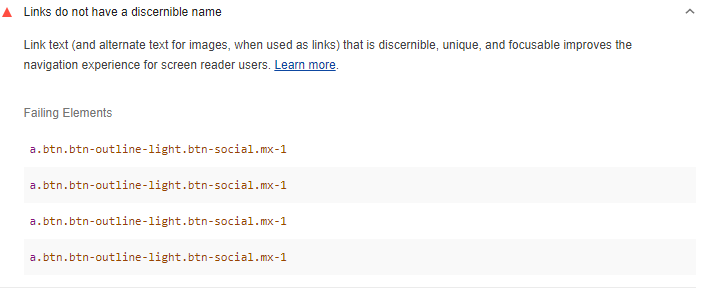 Links do not have a discernible name
Link text (and alternate text for images, when used as links) that is discernible, unique, and focusable improves the
navigation experience for screen reader users. Learn more.
Failing Elements
a.btn.btn-outline-light.btn-social.mx-1
a.btn.btn-outline-light.btn-social.mx-1
a.btn.btn-outline-light.btn-social.mx-1
a.btn.btn-outline-light.btn-social.mx-1